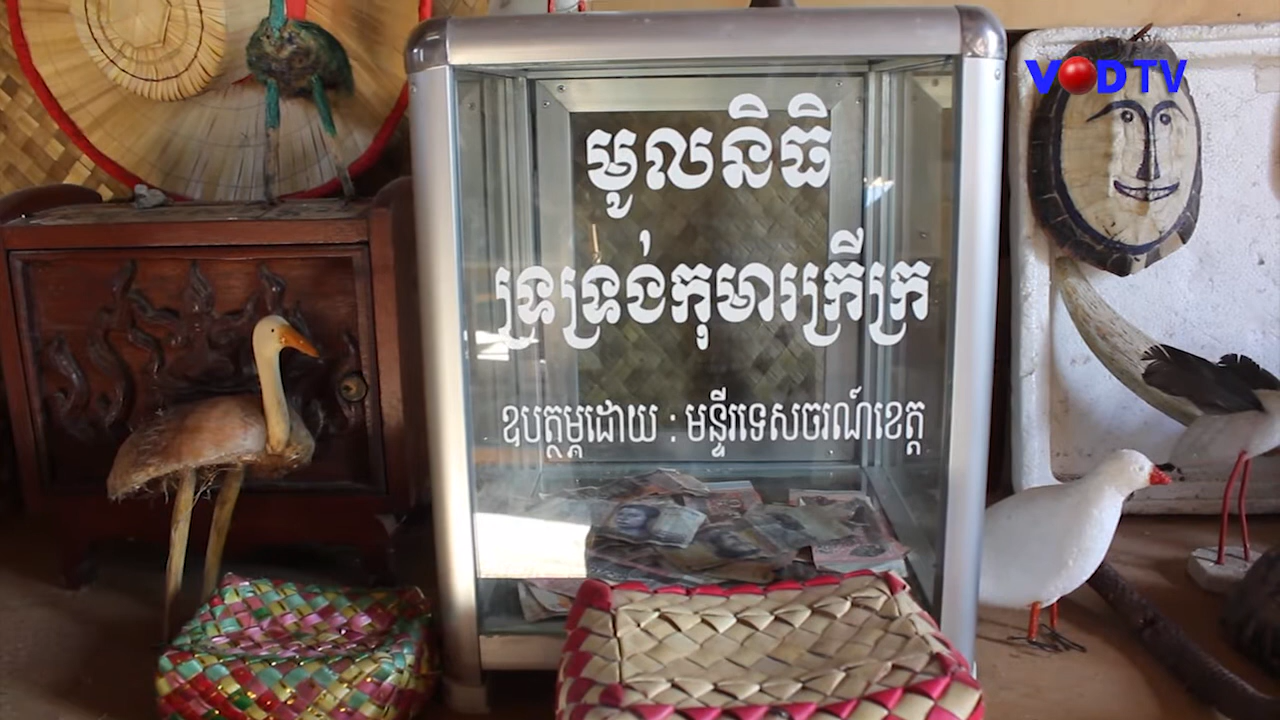 VODTV
មូលនិធិ
ទ្រទ្រង់កុមារក្រីក្រ
ឧបត្ថម្ភដោយ : មន្ទីរទេសចរណ៍ខេត្ត